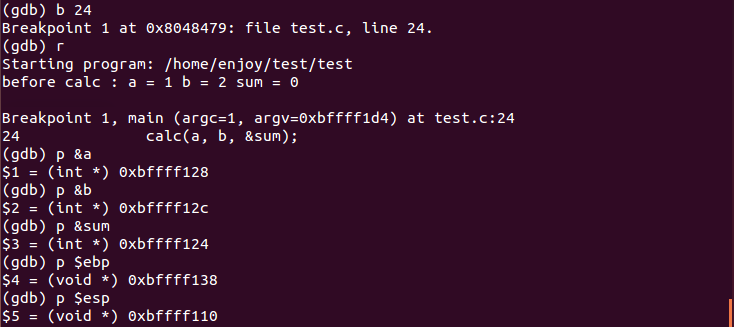 (gdb) b 24
Breakpoint 1 at 0x8048479: file test.c, line 24.
(gdb) r
Starting program: /home/enjoy/test/test
before calc : a = 1 b = 2 sum = 0

Breakpoint 1, main (argc=1, argv=0xbffff1d4) at test.c:24
24              calc(a, b, &sum);
(gdb) p &a
$1 = (int *) 0xbffff128
(gdb) p &b
$2 = (int *) 0xbffff12c
(gdb) p &sum
$3 = (int *) 0xbffff124
(gdb) p $ebp
$4 = (void *) 0xbffff138
(gdb) p $esp
$5 = (void *) 0xbffff110